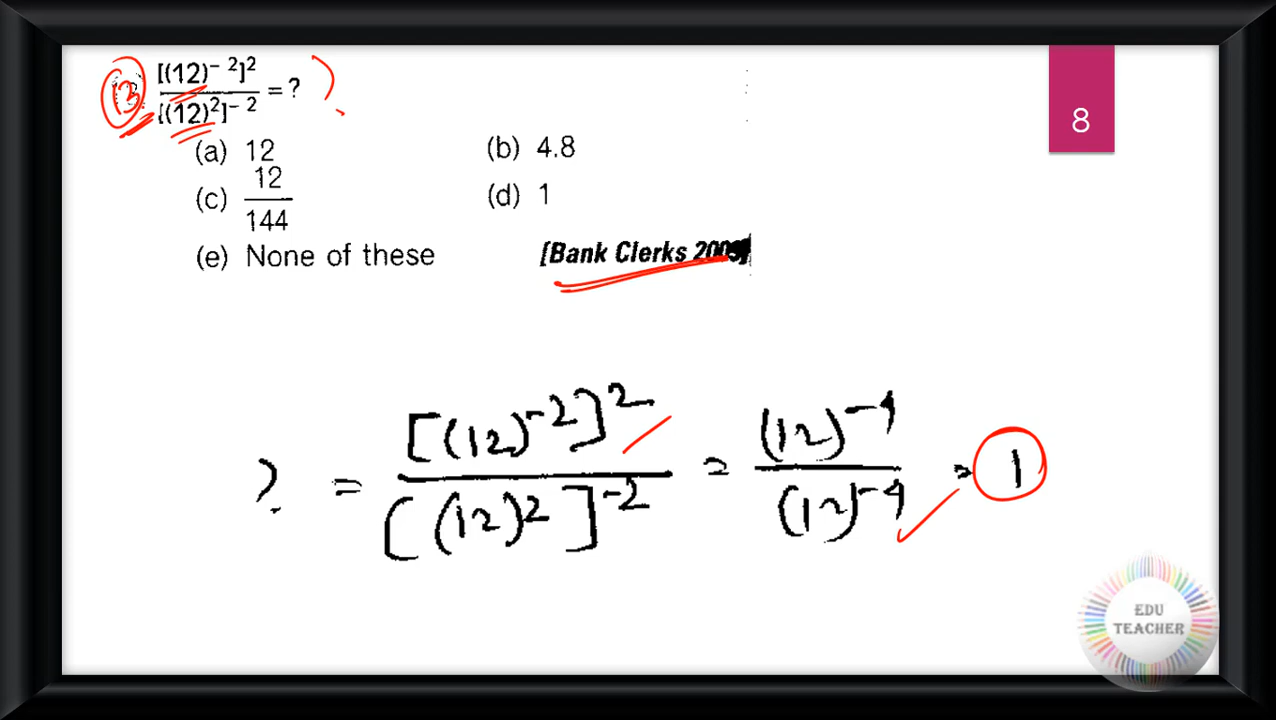 8
13 [(12)⁻²]² / [(12)²]⁻² = ?
(a) 12 (b) 4.8
(c) 12/144 (d) 1
(e) None of these [Bank Clerks 2009]
? = [(12)⁻²]² / [(12)²]⁻² = (12)⁻⁴ / (12)⁻⁴ = 1
EDU
TEACHER